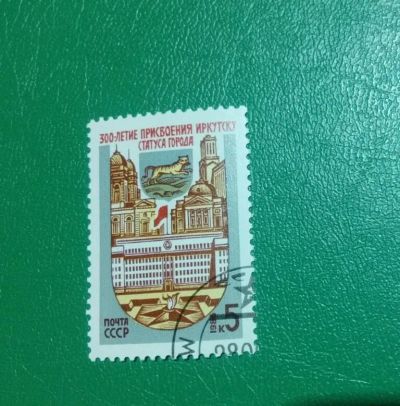 300-ЛЕТИЕ ПРИСВОЕНИЯ ИРКУТСКУ
СТАТУСА ГОРОДА
ПОЧТА
СССР
5
К